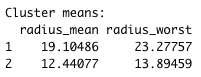 Cluster means:
  radius_mean radius_worst
1    19.10486     23.27757
2    12.44077     13.89459